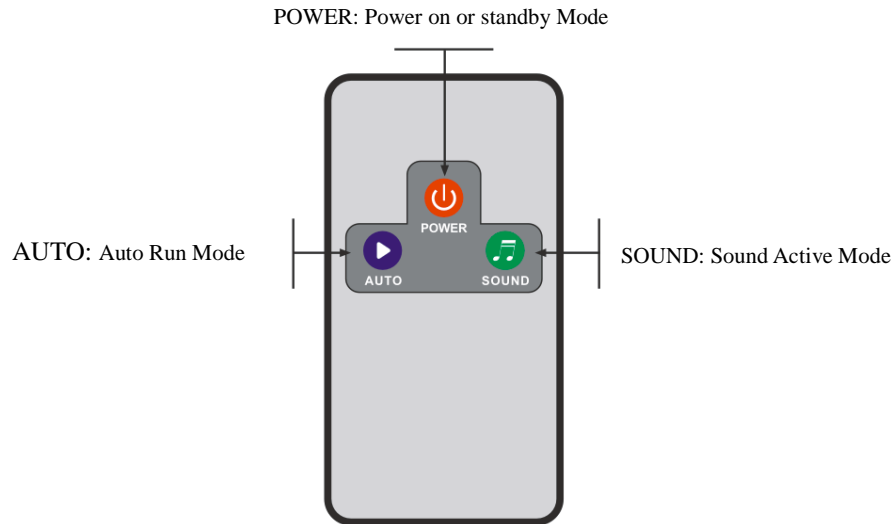 POWER: Power on or standby Mode
POWER
AUTO: Auto Run Mode
SOUND: Sound Active Mode
AUTO
SOUND